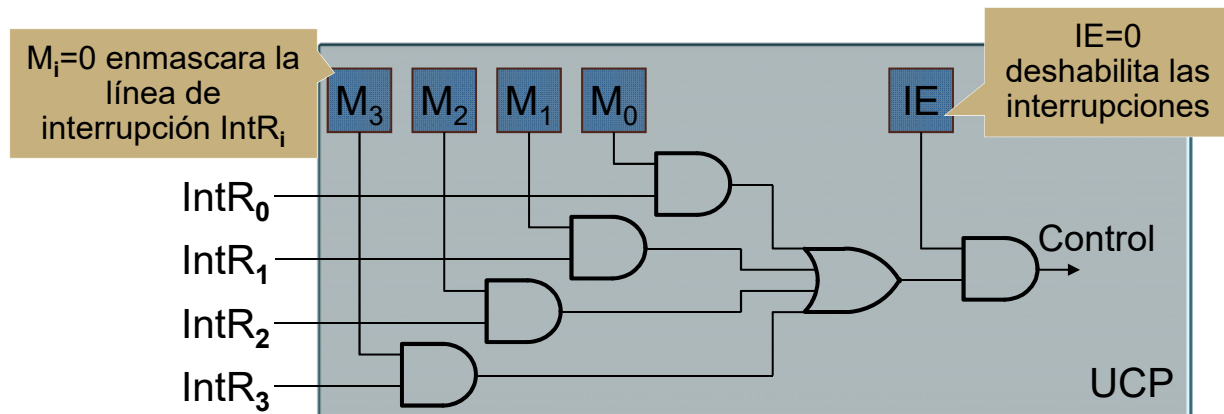 M₃=0 enmascara la
línea de
interrupción IntRᵢ
IE=0
deshabilita las
interrupciones
M₃
M₂
M₁
M₀
IE
IntR₀
IntR₁
IntR₂
IntR₃
Control
UCP